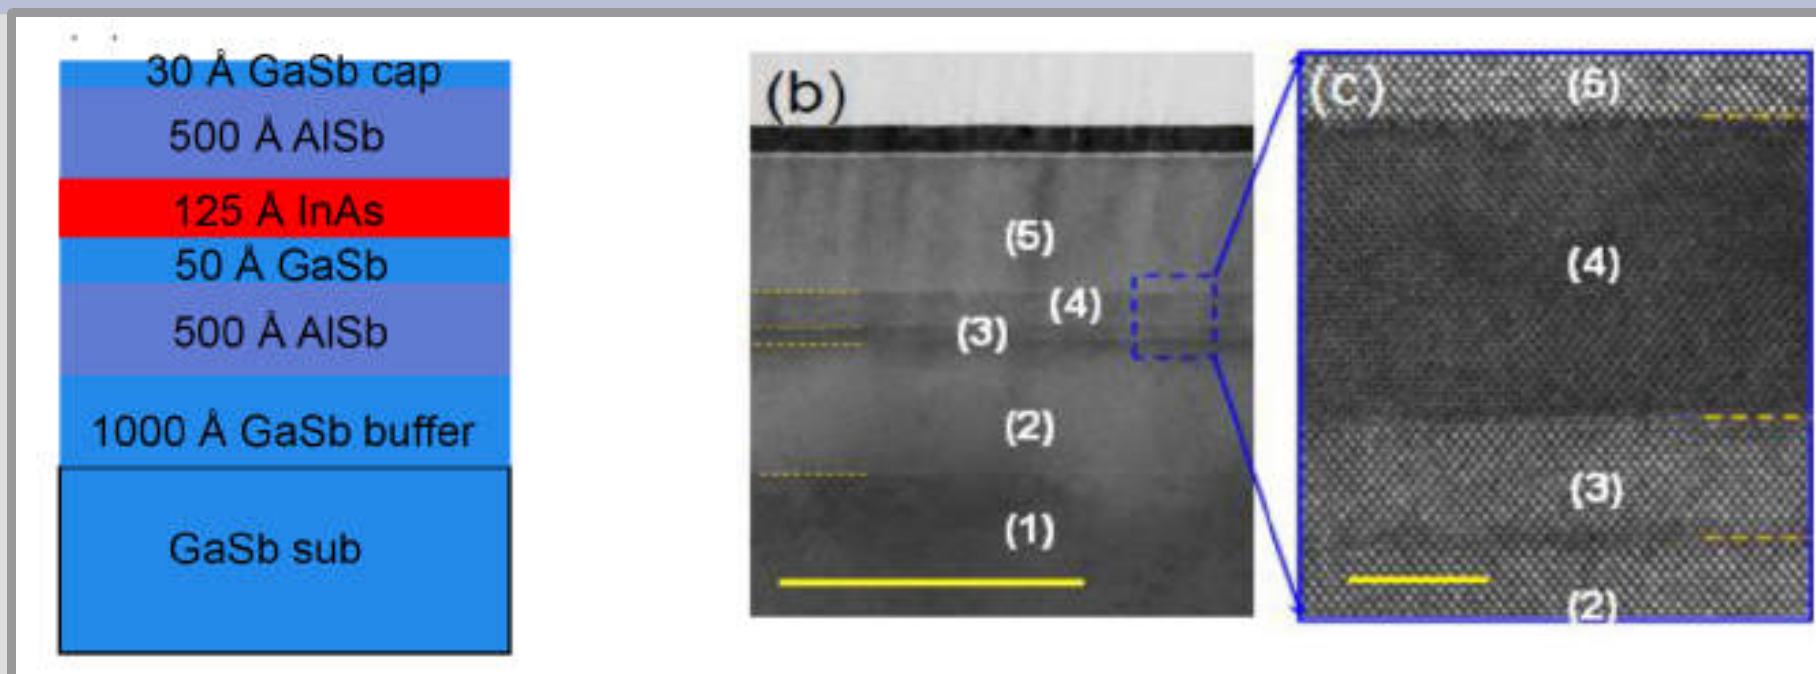 30 Å GaSb cap
500 Å AlSb
125 Å InAs
50 Å GaSb
500 Å AlSb
1000 Å GaSb buffer
GaSb sub
(b)
(5)
(4)
(3)
(2)
(1)
(c)
(5)
(4)
(3)
(2)